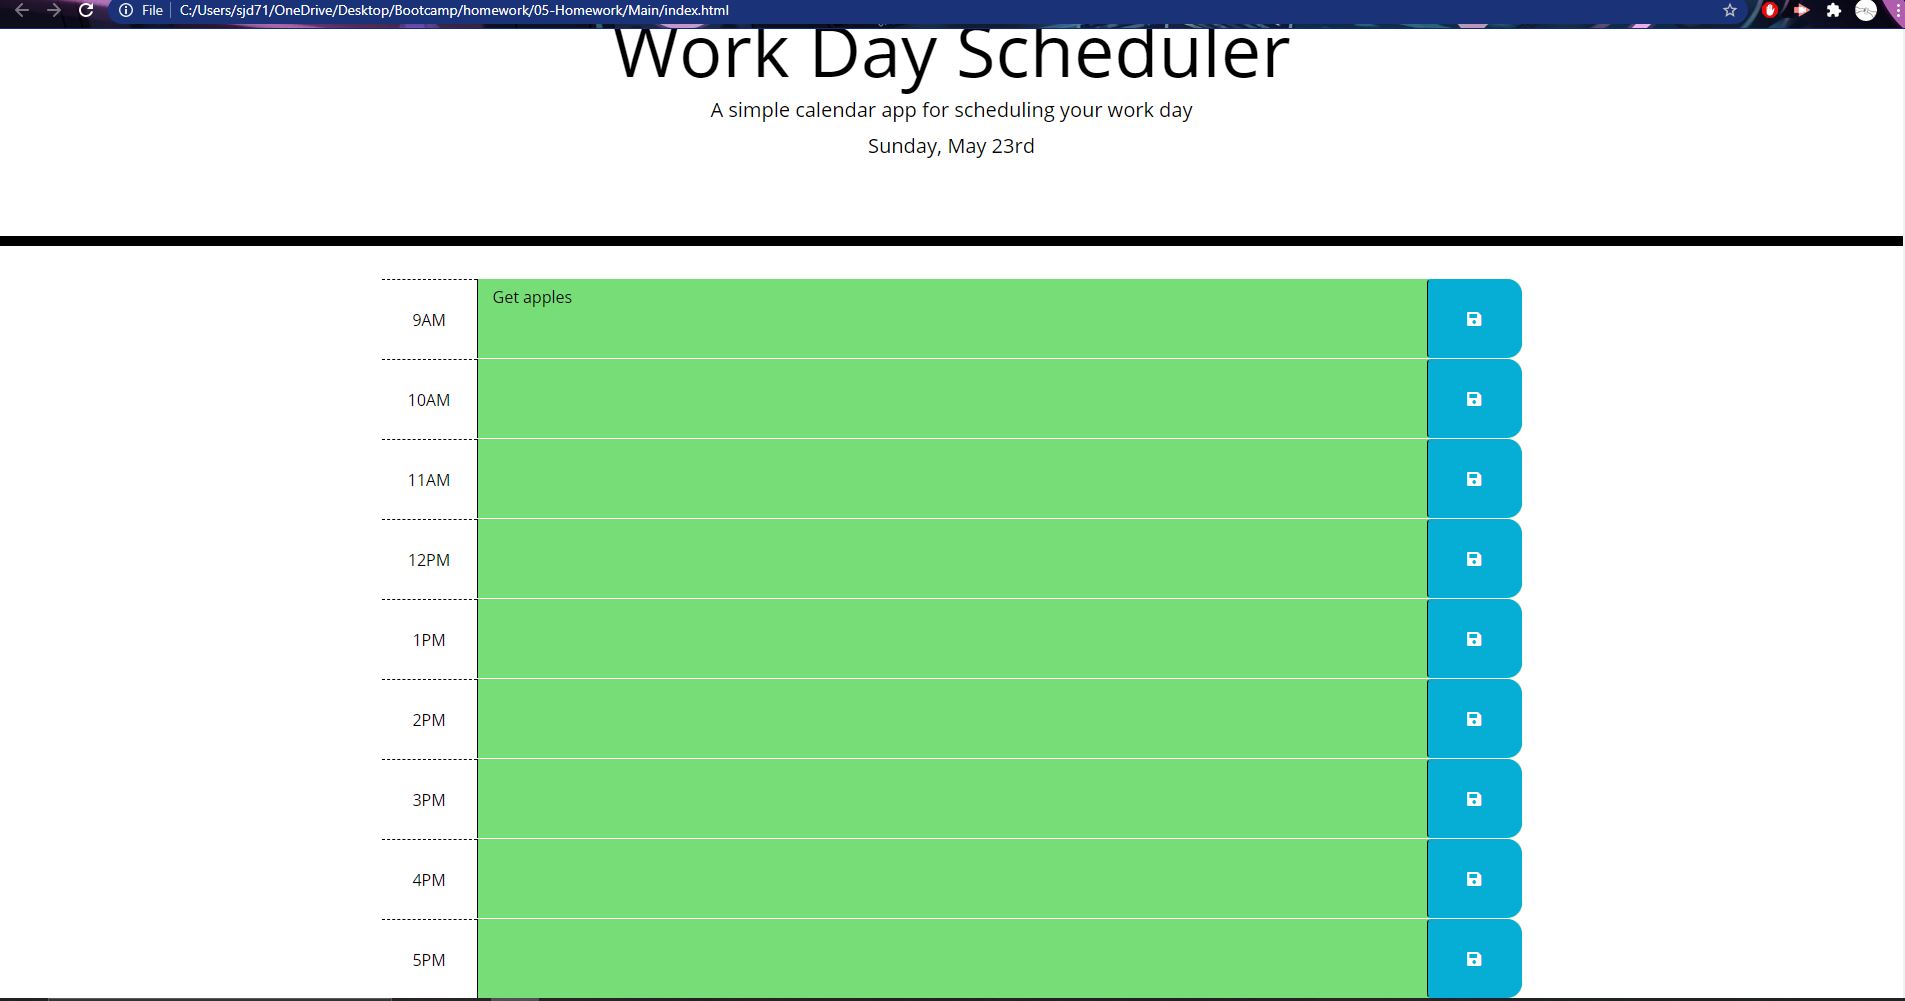 File C:/Users/sjd71/OneDrive/Desktop/Bootcamp/homework/05-Homework/Main/index.html
Work Day Scheduler
A simple calendar app for scheduling your work day
Sunday, May 23rd
9AM Get apples
10AM
11AM
12PM
1PM
2PM
3PM
4PM
5PM